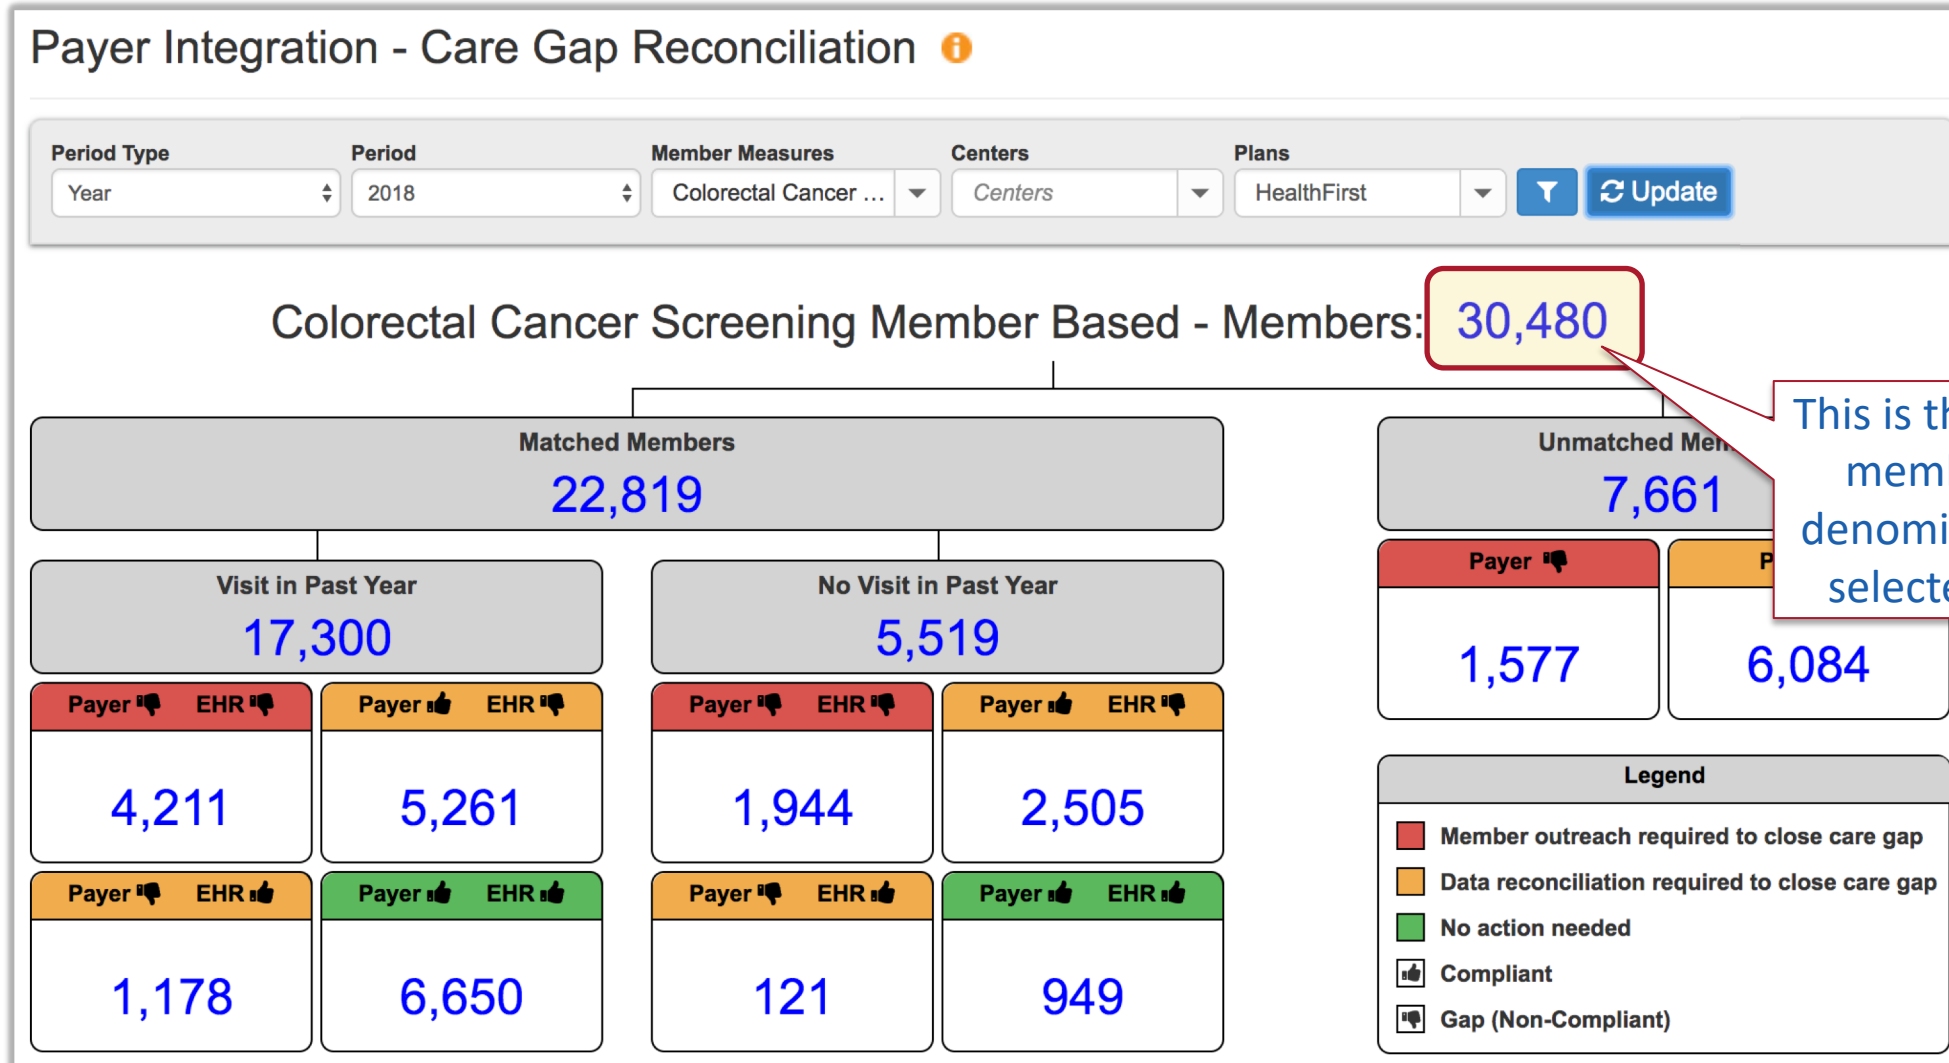 Payer Integration - Care Gap Reconciliation
Period Type Period Member Measures Centers Plans
Year 2018 Colorectal Cancer ... Centers HealthFirst Update
Colorectal Cancer Screening Member Based - Members: 30,480
This is
denomi
Matched Members
22,819
Unmatched
7,661
Visit in Past Year
17,300
No Visit in Past Year
5,519
Payer
1,577
6,084
Payer EHR
4,211
Payer EHR
5,261
Payer EHR
1,944
Payer EHR
2,505
Payer EHR
1,178
Payer EHR
6,650
Payer EHR
121
Payer EHR
949
Legend
Member outreach required to close care gap
Data reconciliation required to close care gap
No action needed
Compliant
Gap (Non-Compliant)